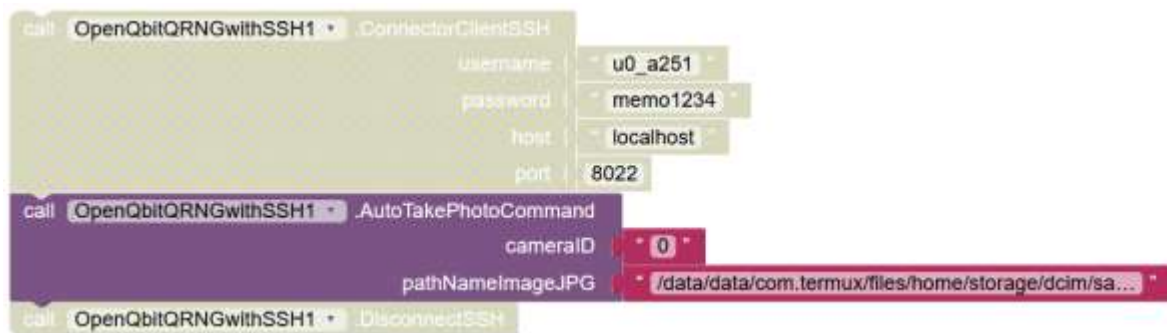 call OpenQbitQRNGwithSSH1 .ConnectorClientSSH
username " u0_a251 "
password " memo1234 "
host " localhost "
port 8022
call OpenQbitQRNGwithSSH1 .AutoTakePhotoCommand
cameraID " 0 "
pathNameImageJPG " /data/data/com.termux/files/home/storage/dcim/sa... "
call OpenQbitQRNGwithSSH1 .DisconnectSSH